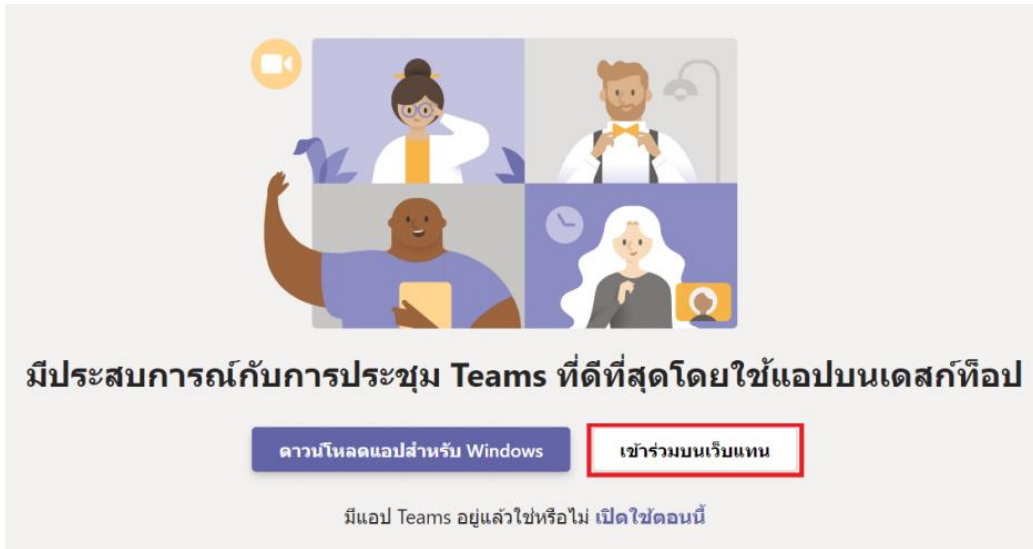 มีประสบการณ์กับการประชุม Teams ที่ดีที่สุดโดยใช้แอปบนเดสก์ท็อป
ดาวน์โหลดแอปสำหรับ Windows
เข้าร่วมบนเว็บแทน
มีแอป Teams อยู่แล้วใช่หรือไม่ เปิดใช้ตอนนี้